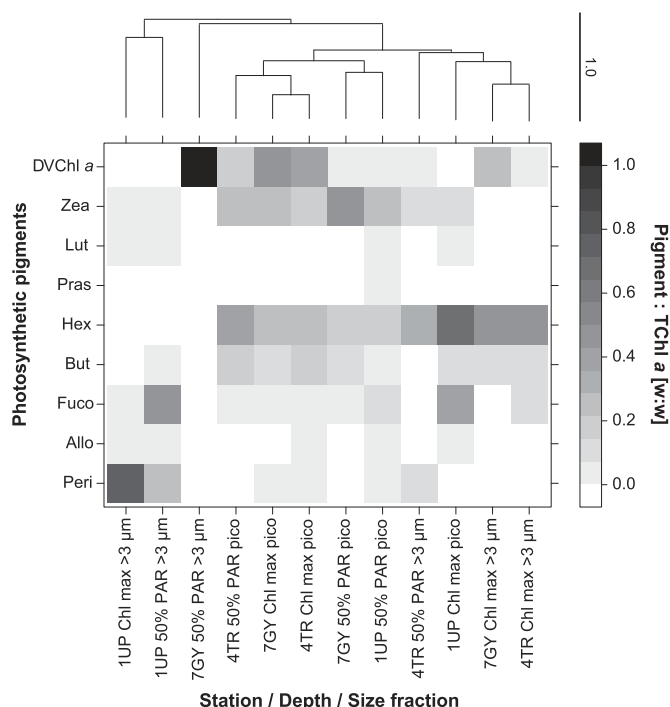 1.0
DVChl a
Zea
Lut
Pras
Hex
But
Fuco
Allo
Peri
Photosynthetic pigments
1.0
0.8
0.6
0.4
0.2
0.0
Pigment : TChl a [w:w]
1UP Chl max >3 µm
1UP 50% PAR >3 µm
7GY 50% PAR >3 µm
4TR 50% PAR pico
7GY Chl max pico
4TR Chl max pico
7GY 50% PAR pico
1UP 50% PAR pico
4TR 50% PAR >3 µm
1UP Chl max pico
7GY Chl max >3 µm
4TR Chl max >3 µm
Station / Depth / Size fraction